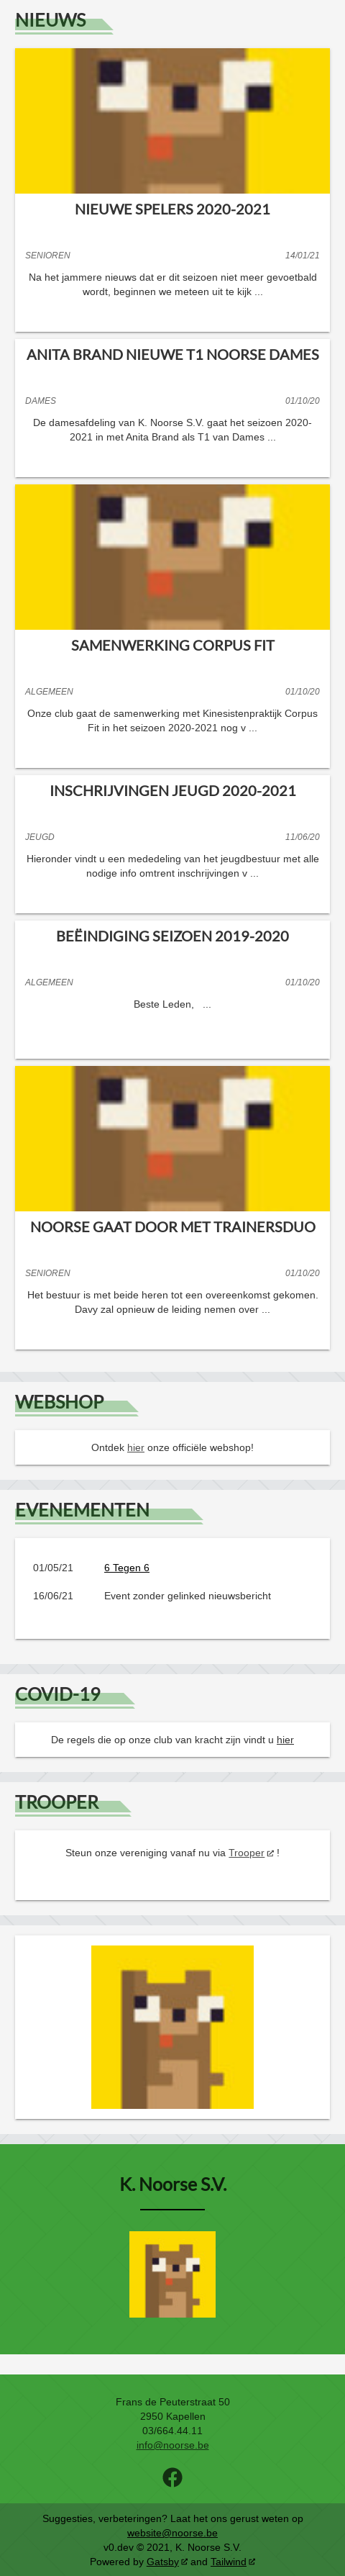 NIEUWS
NIEUWE SPELERS 2020-2021
SENIOREN 14/01/21
Na het jammere nieuws dat er dit seizoen niet meer gevoetbald
wordt, beginnen we meteen uit te kijk ...
ANITA BRAND NIEUWE T1 NOORSE DAMES
DAMES 01/10/20
De damesafdeling van K. Noorse S.V. gaat het seizoen 2020-
2021 in met Anita Brand als T1 van Dames ...
SAMENWERKING CORPUS FIT
ALGEMEEN 01/10/20
Onze club gaat de samenwerking met Kinesistenpraktijk Corpus
Fit in het seizoen 2020-2021 nog v ...
INSCHRIJVINGEN JEUGD 2020-2021
JEUGD 11/06/20
Hieronder vindt u een mededeling van het jeugdbestuur met alle
nodige info omtrent inschrijvingen v ...
BEËINDIGING SEIZOEN 2019-2020
ALGEMEEN 01/10/20
Beste Leden, ...
NOORSE GAAT DOOR MET TRAINERSDUO
SENIOREN 01/10/20
Het bestuur is met beide heren tot een overeenkomst gekomen.
Davy zal opnieuw de leiding nemen over ...
WEBSHOP
Ontdek hier onze officiële webshop!
EVENEMENTEN
01/05/21 6 Tegen 6
16/06/21 Event zonder gelinked nieuwsbericht
COVID-19
De regels die op onze club van kracht zijn vindt u hier
TROOPER
Steun onze vereniging vanaf nu via Trooper !
K. Noorse S.V.
Frans de Peuterstraat 50
2950 Kapellen
03/664.44.11
info@noorse.be
Suggesties, verbeteringen? Laat het ons gerust weten op
website@noorse.be
v0.dev © 2021, K. Noorse S.V.
Powered by Gatsby and Tailwind